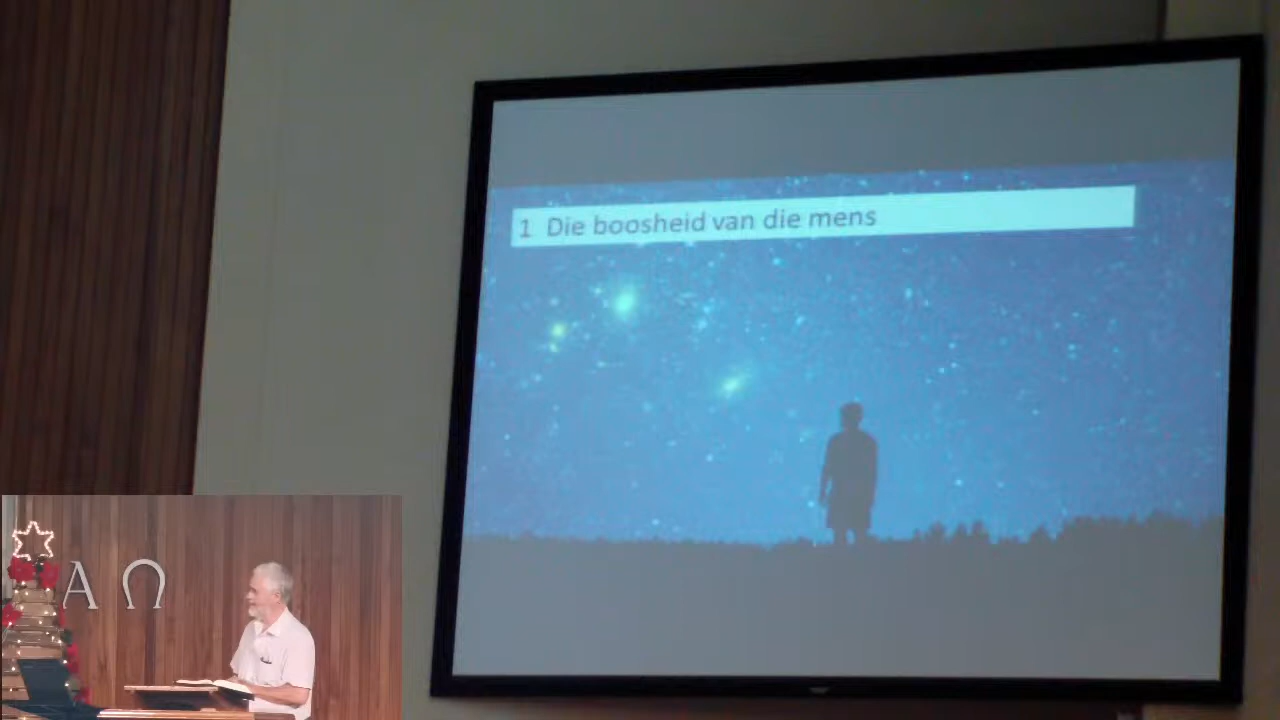 1 Die boosheid van die mens
Α Ω